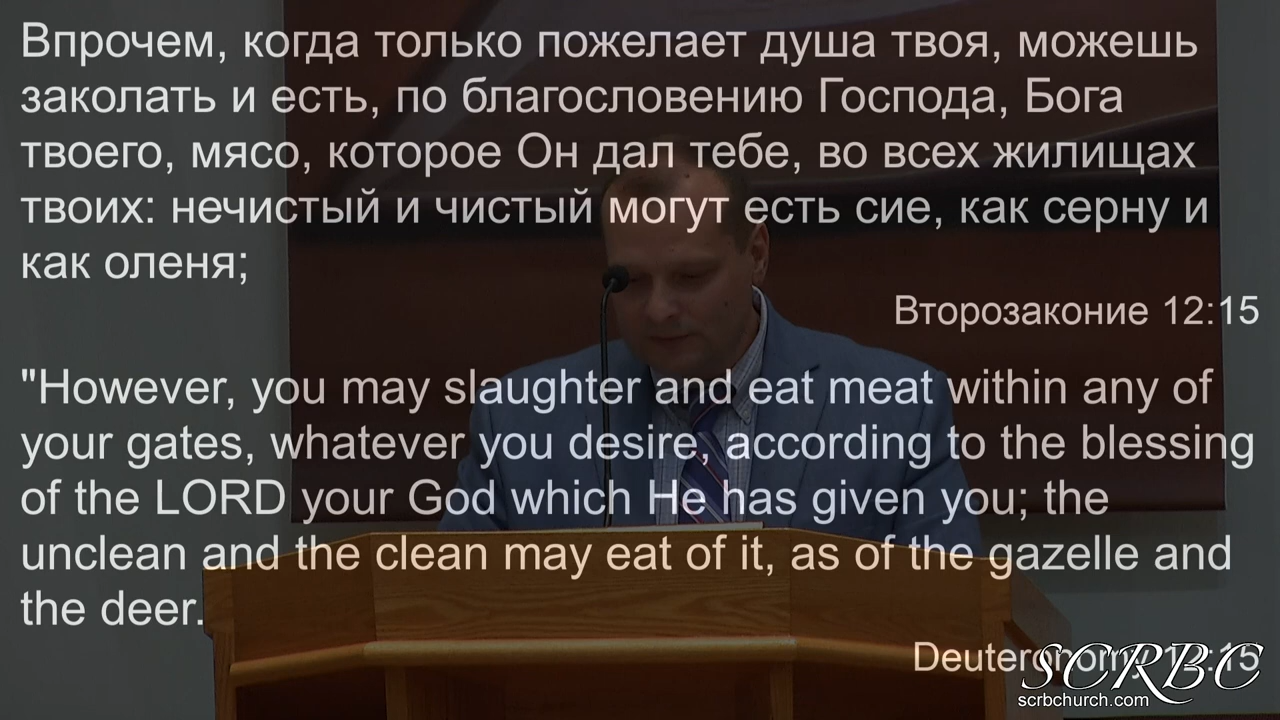 Впрочем, когда только пожелает душа твоя, можешь
заколать и есть, по благословению Господа, Бога
твоего, мясо, которое Он дал тебе, во всех жилищах
твоих: нечистый и чистый могут есть сие, как серну и
как оленя;
Второзаконие 12:15
"However, you may slaughter and eat meat within any of
your gates, whatever you desire, according to the blessing
of the LORD your God which He has given you; the
unclean and the clean may eat of it, as of the gazelle and
the deer.
Deuteronomy 12:15
SCRBC
scrbchurch.com